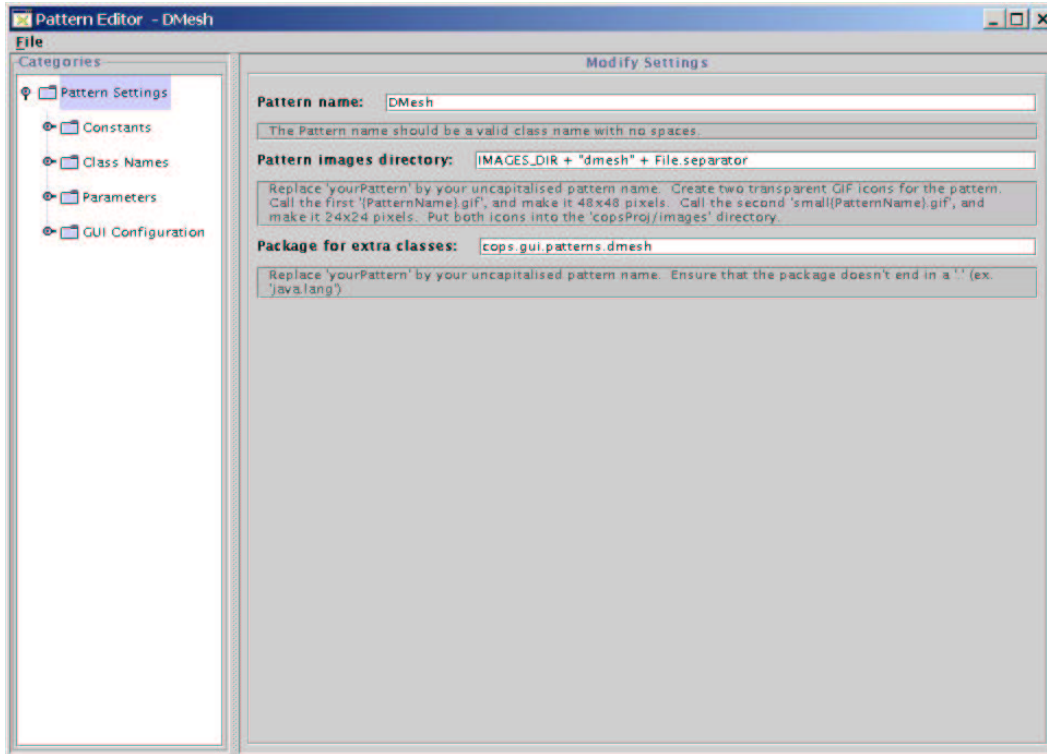 Pattern Editor - DMesh
File
Categories
Pattern Settings
Constants
Class Names
Parameters
GUI Configuration
Modify Settings
Pattern name: DMesh
The Pattern name should be a valid class name with no spaces.
Pattern images directory: IMAGES_DIR + "dmesh" + File.separator
Replace 'yourPattern' by your uncapitalised pattern name. Create two transparent GIF icons for the pattern.
Call the first '{PatternName}.gif', and make it 48x48 pixels. Call the second 'small{PatternName}.gif', and
make it 24x24 pixels. Put both icons into the 'copsProj/images' directory.
Package for extra classes: cops.gui.patterns.dmesh
Replace 'yourPattern' by your uncapitalised pattern name. Ensure that the package doesn't end in a '.' (ex.
'java.lang')